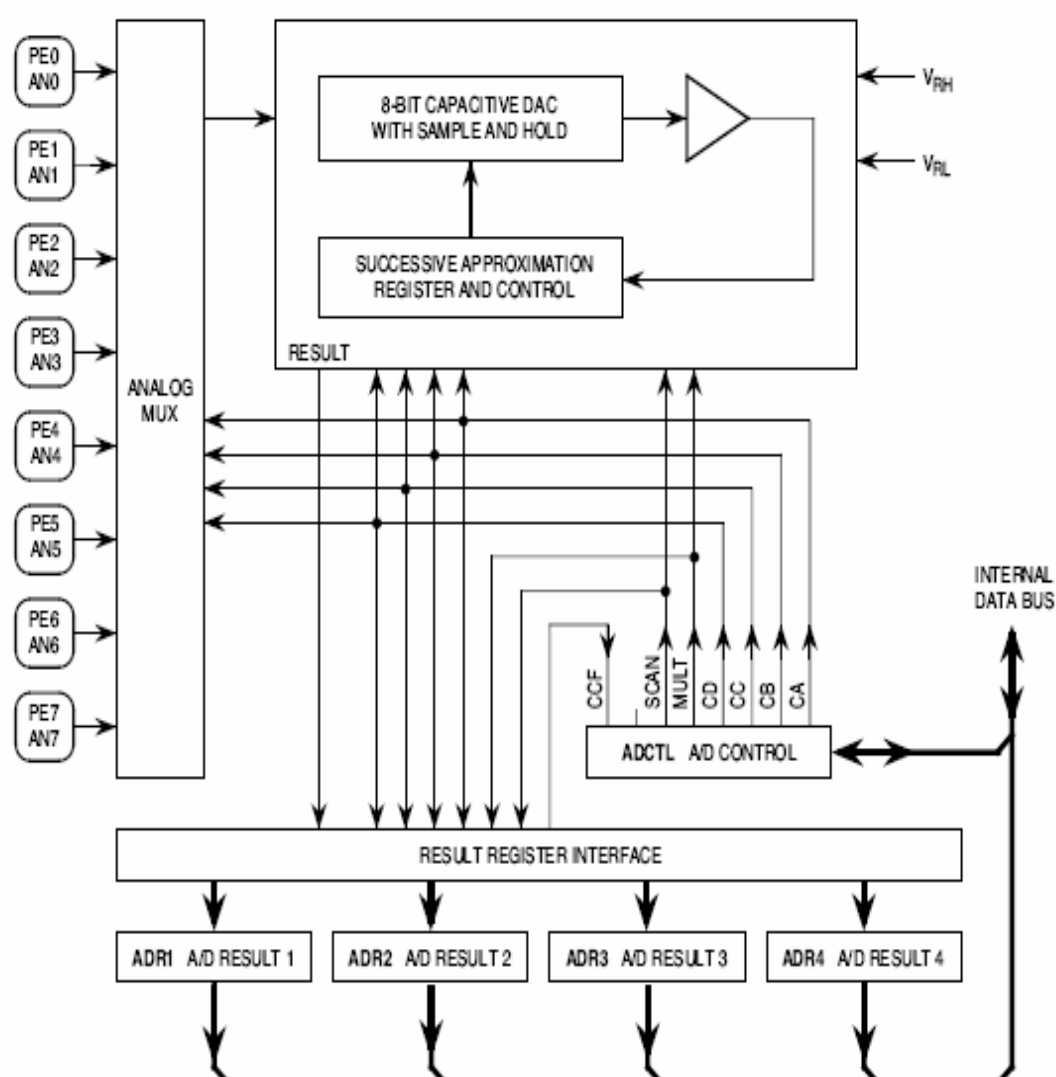 PE0
AN0
PE1
AN1
PE2
AN2
PE3
AN3
PE4
AN4
PE5
AN5
PE6
AN6
PE7
AN7
ANALOG
MUX
8-BIT CAPACITIVE DAC
WITH SAMPLE AND HOLD
SUCCESSIVE APPROXIMATION
REGISTER AND CONTROL
RESULT
VRH
VRL
INTERNAL
DATA BUS
CCF
SCAN
MULT
CD
CC
CB
CA
ADCTL A/D CONTROL
RESULT REGISTER INTERFACE
ADR1 A/D RESULT 1
ADR2 A/D RESULT 2
ADR3 A/D RESULT 3
ADR4 A/D RESULT 4